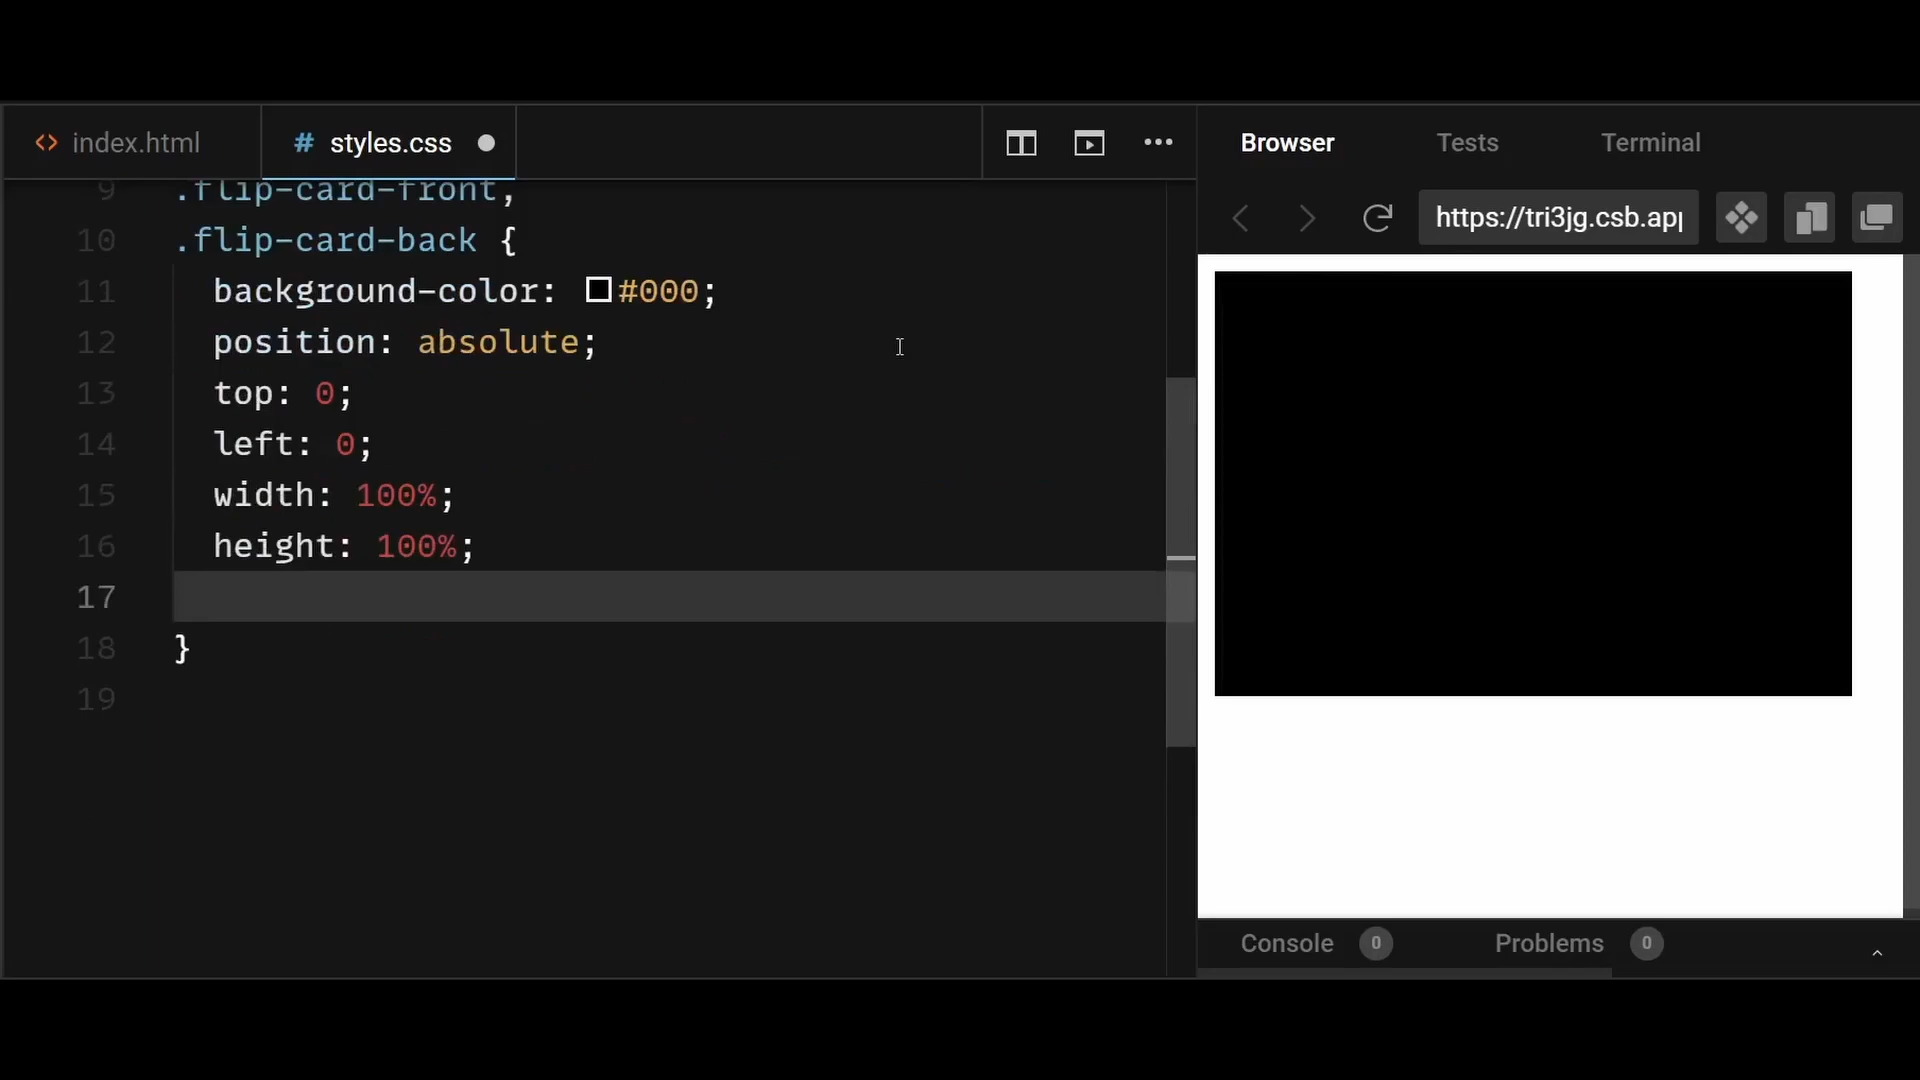 index.html
# styles.css
Browser
Tests
Terminal
https://tri3jg.csb.app
9 .flip-card-front,
10 .flip-card-back {
11 background-color: #000;
12 position: absolute;
13 top: 0;
14 left: 0;
15 width: 100%;
16 height: 100%;
17
18 }
19
Console 0
Problems 0